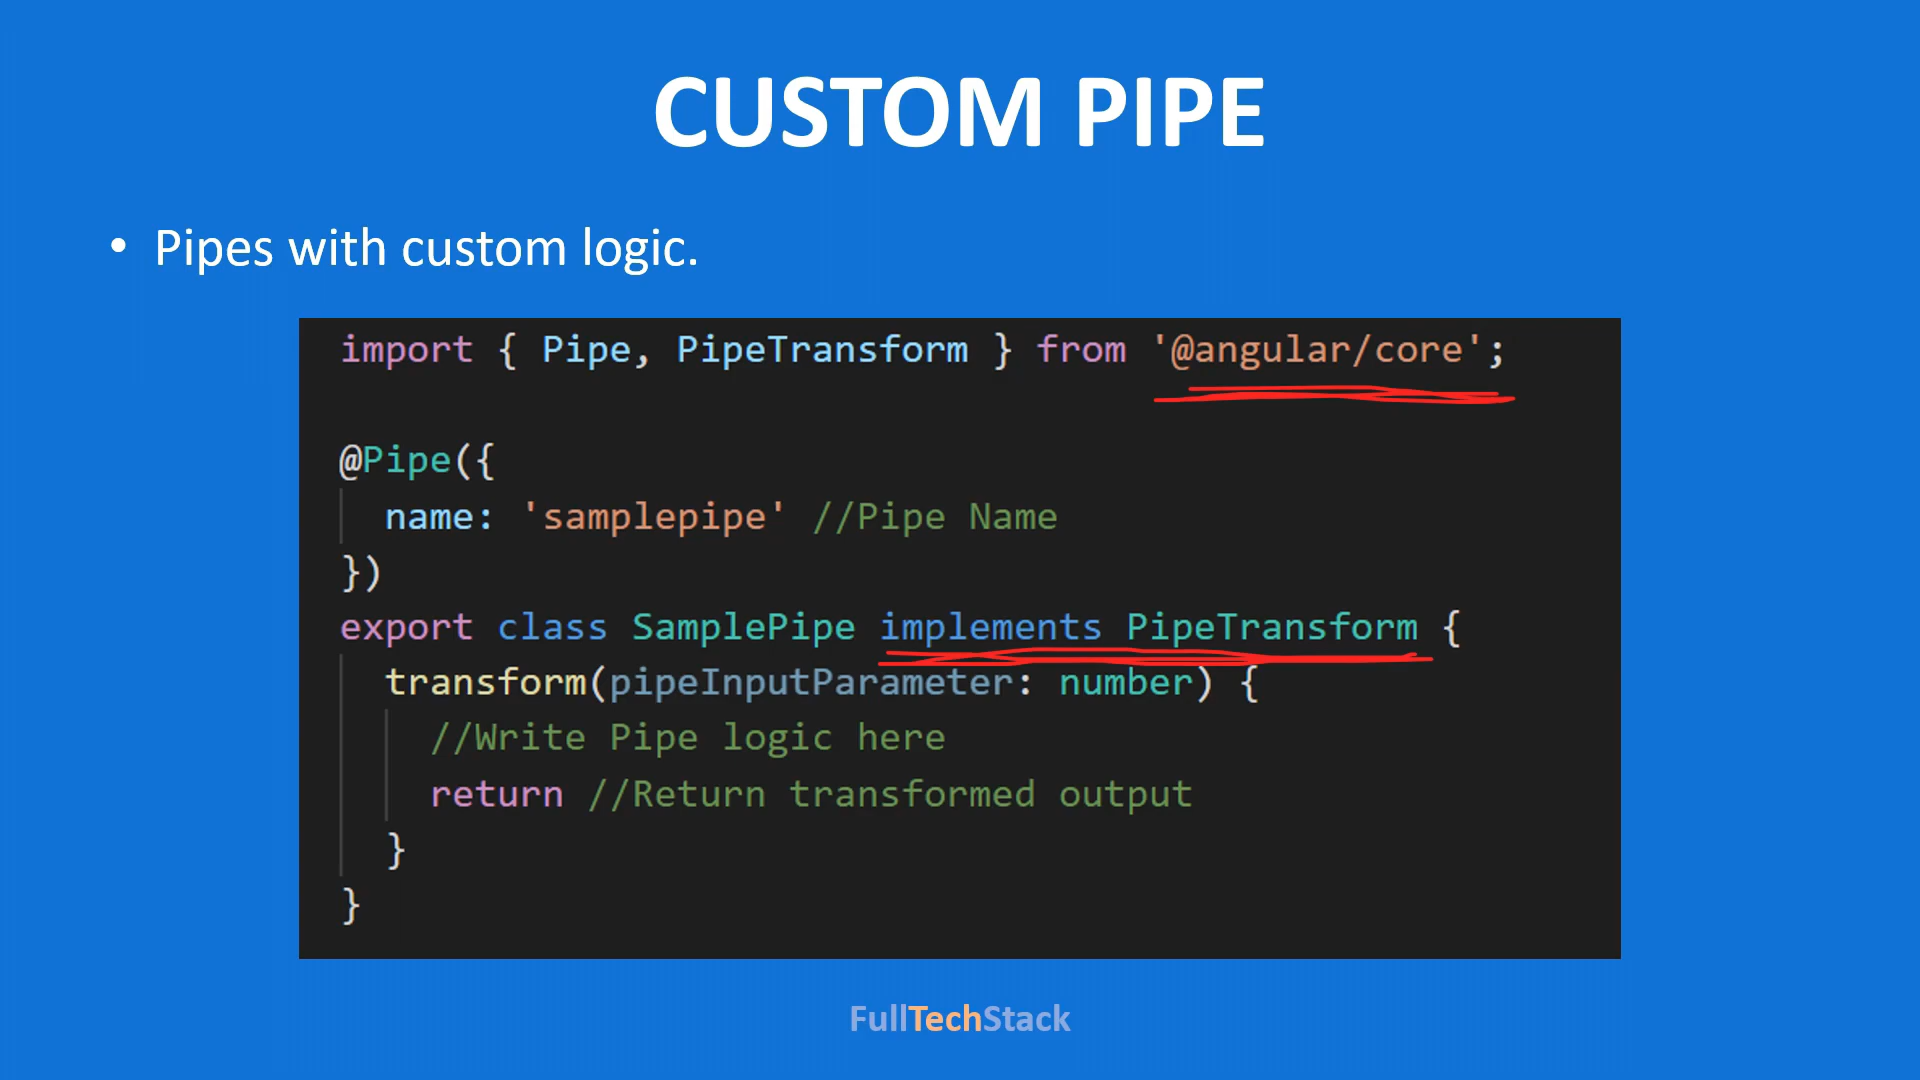 CUSTOM PIPE
• Pipes with custom logic.
import { Pipe, PipeTransform } from '@angular/core';
@Pipe({
name: 'samplepipe' //Pipe Name
})
export class SamplePipe implements PipeTransform {
transform(pipeInputParameter: number) {
//Write Pipe logic here
return //Return transformed output
}
}
FullTechStack